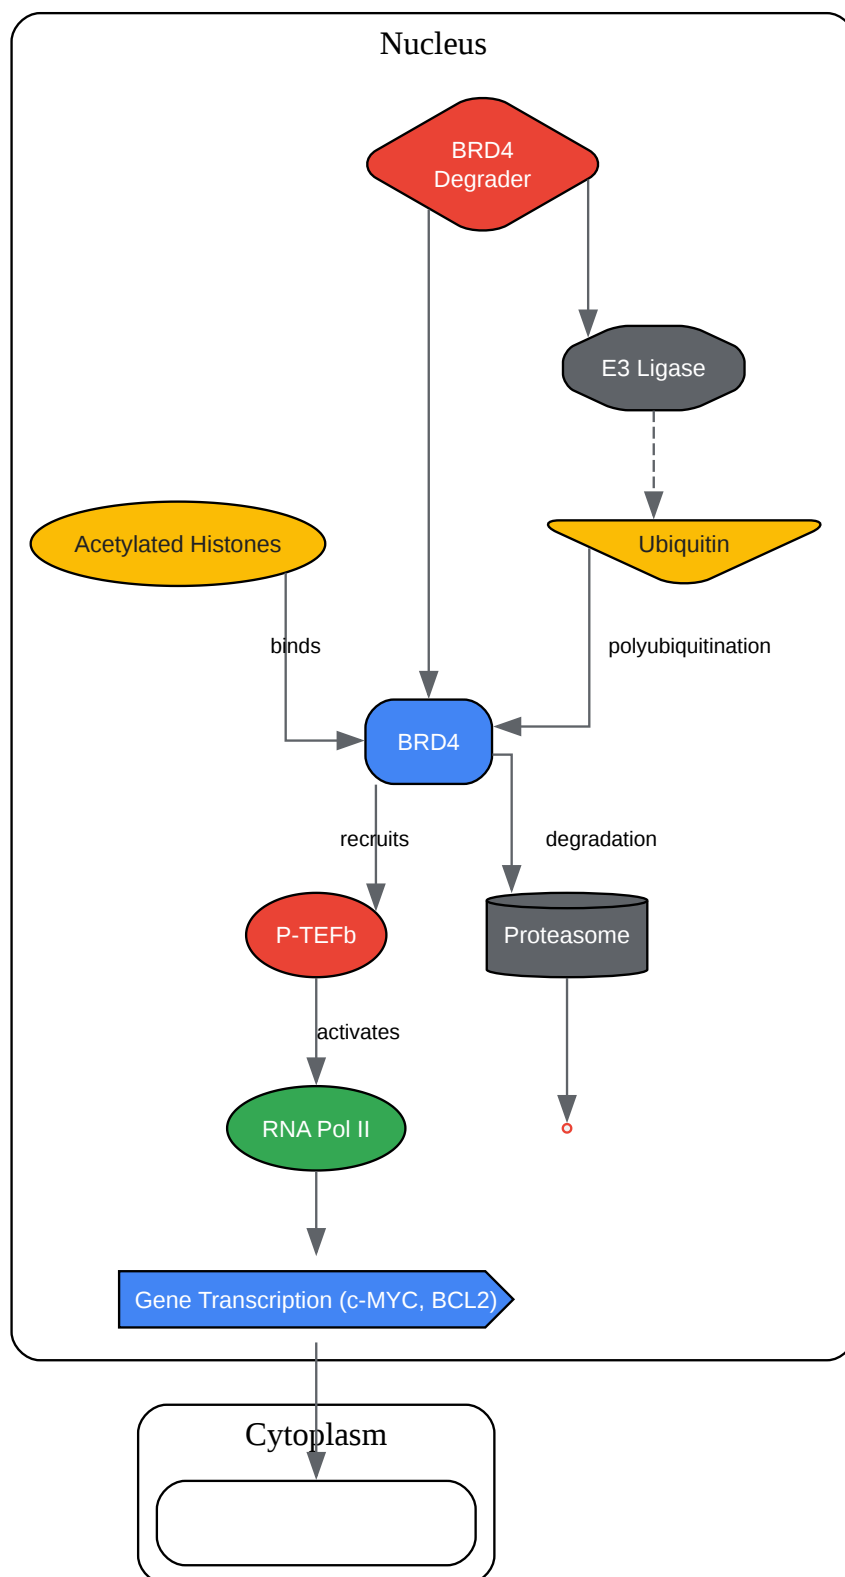 Nucleus
BRD4
Degrader
E3 Ligase
Acetylated Histones
Ubiquitin
binds
polyubiquitination
BRD4
recruits
degradation
P-TEFb
Proteasome
activates
RNA Pol II
Gene Transcription (c-MYC, BCL2)
Cytoplasm